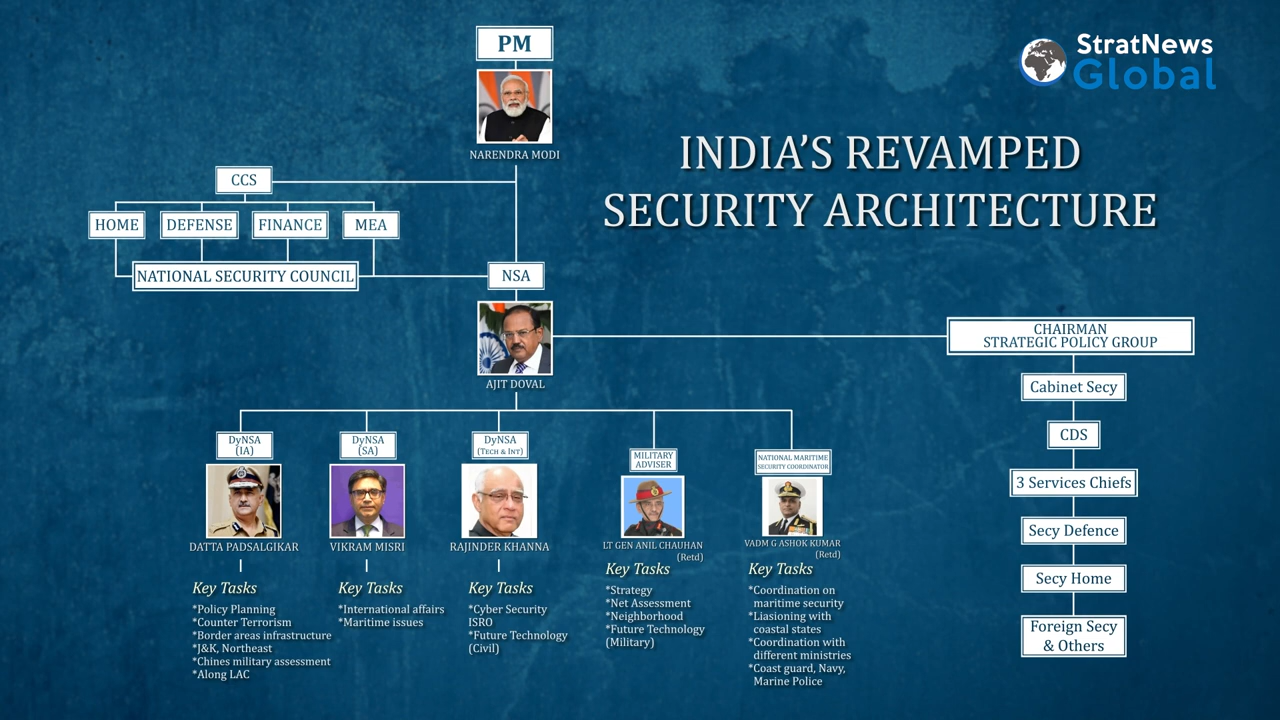 PM
StratNews
Global
NARENDRA MODI
INDIA'S REVAMPED
SECURITY ARCHITECTURE
CCS
HOME
DEFENSE
FINANCE
MEA
NATIONAL SECURITY COUNCIL
NSA
AJIT DOVAL
CHAIRMAN
STRATEGIC POLICY GROUP
Cabinet Secy
CDS
3 Services Chiefs
Secy Defence
Secy Home
Foreign Secy
& Others
DyNSA
(IA)
DATTA PADSALGIKAR
Key Tasks
*Policy Planning
*Counter Terrorism
*Border areas infrastructure
*J&K, Northeast
*Chines military assessment
*Along LAC
DyNSA
(SA)
VIKRAM MISRI
Key Tasks
*International affairs
*Maritime issues
DyNSA
(TECH & INT)
RAJINDER KHANNA
Key Tasks
*Cyber Security
ISRO
*Future Technology
(Civil)
MILITARY
ADVISER
LT GEN ANIL CHAUHAN
(Retd)
Key Tasks
*Strategy
*Net Assessment
*Neighborhood
*Future Technology
(Military)
NATIONAL MARITIME
SECURITY COORDINATOR
VADM G ASHOK KUMAR
(Retd)
Key Tasks
*Coordination on
maritime security
*Liasioning with
coastal states
*Coordination with
different ministries
*Coast guard, Navy,
Marine Police